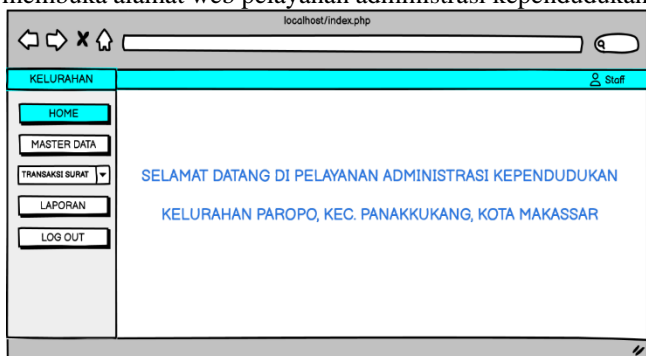 membuka alamat web pelayanan administrasi kependudukan
localhost/index.php
KELURAHAN
Staff
HOME
MASTER DATA
TRANSAKSI SURAT
LAPORAN
LOG OUT
SELAMAT DATANG DI PELAYANAN ADMINISTRASI KEPENDUDUKAN
KELURAHAN PAROPO, KEC. PANAKKUKANG, KOTA MAKASSAR